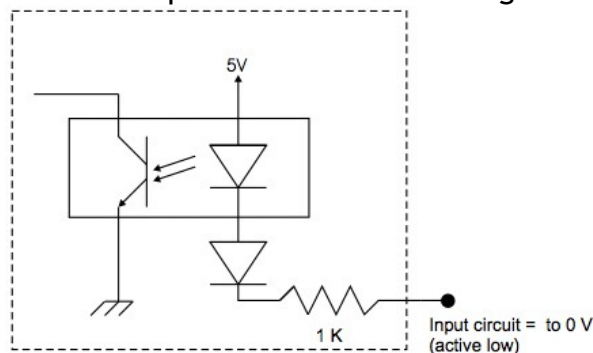 5V
1 K
Input circuit = to 0 V
(active low)